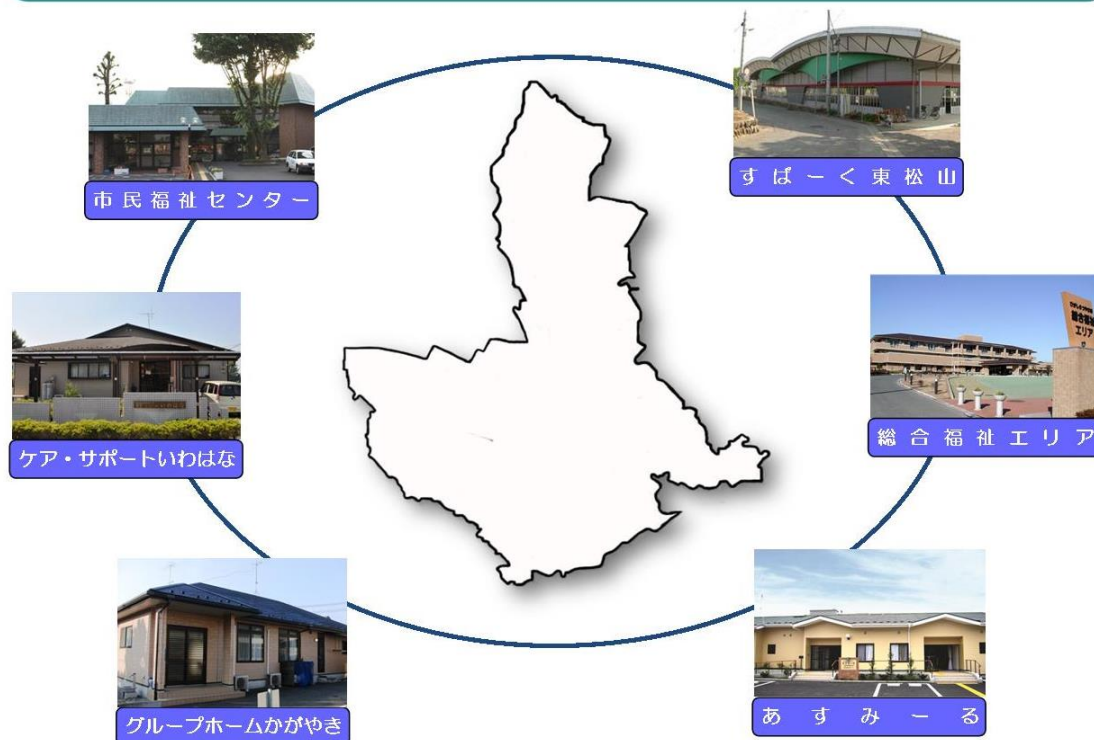 市民福祉センター
すぱーく東松山
ケア・サポートいわはな
総合福祉エリア
グループホームかがやき
あすみーる